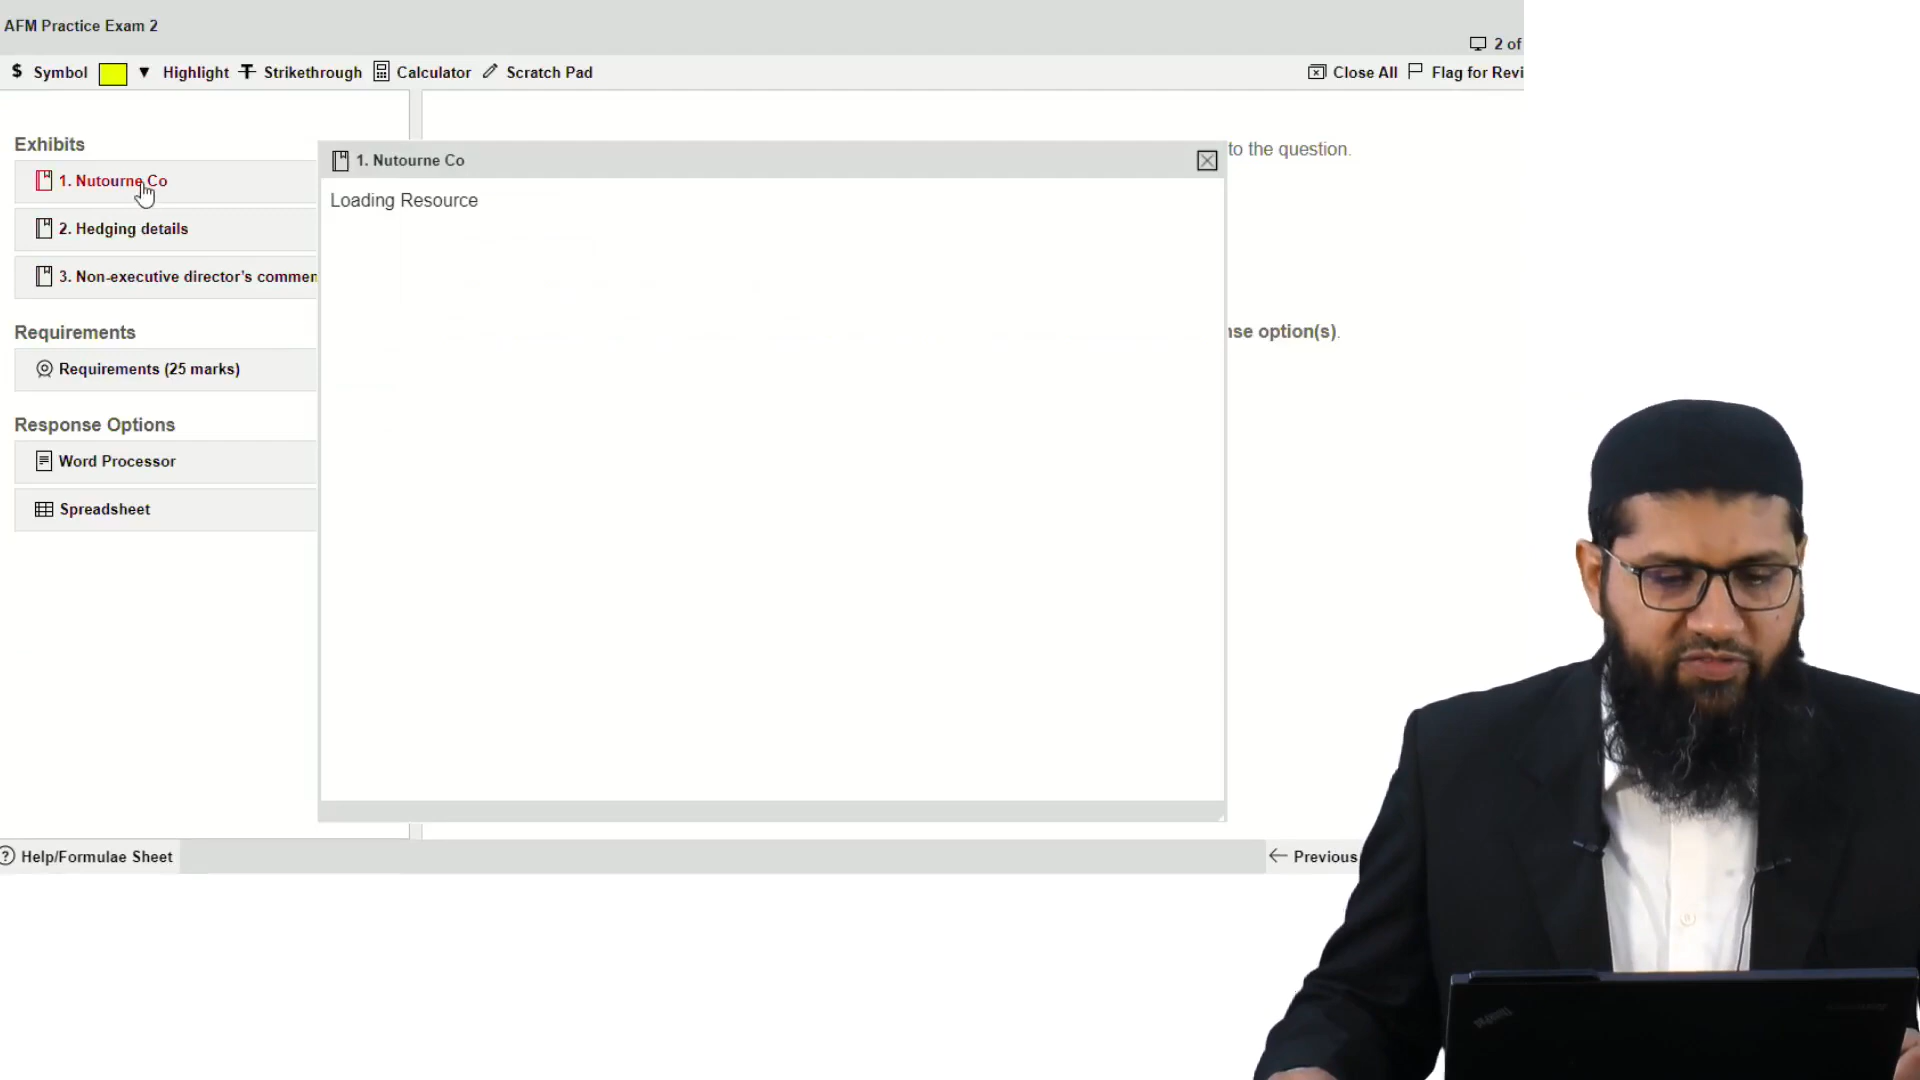 AFM Practice Exam 2
2 of
$ Symbol ▼ Highlight Strikethrough Calculator Scratch Pad Close All Flag for Revi
Exhibits
1. Nutourne Co
2. Hedging details
3. Non-executive director's commen
Requirements
Requirements (25 marks)
Response Options
Word Processor
Spreadsheet
1. Nutourne Co
Loading Resource
to the question.
nse option(s).
? Help/Formulae Sheet
Previous